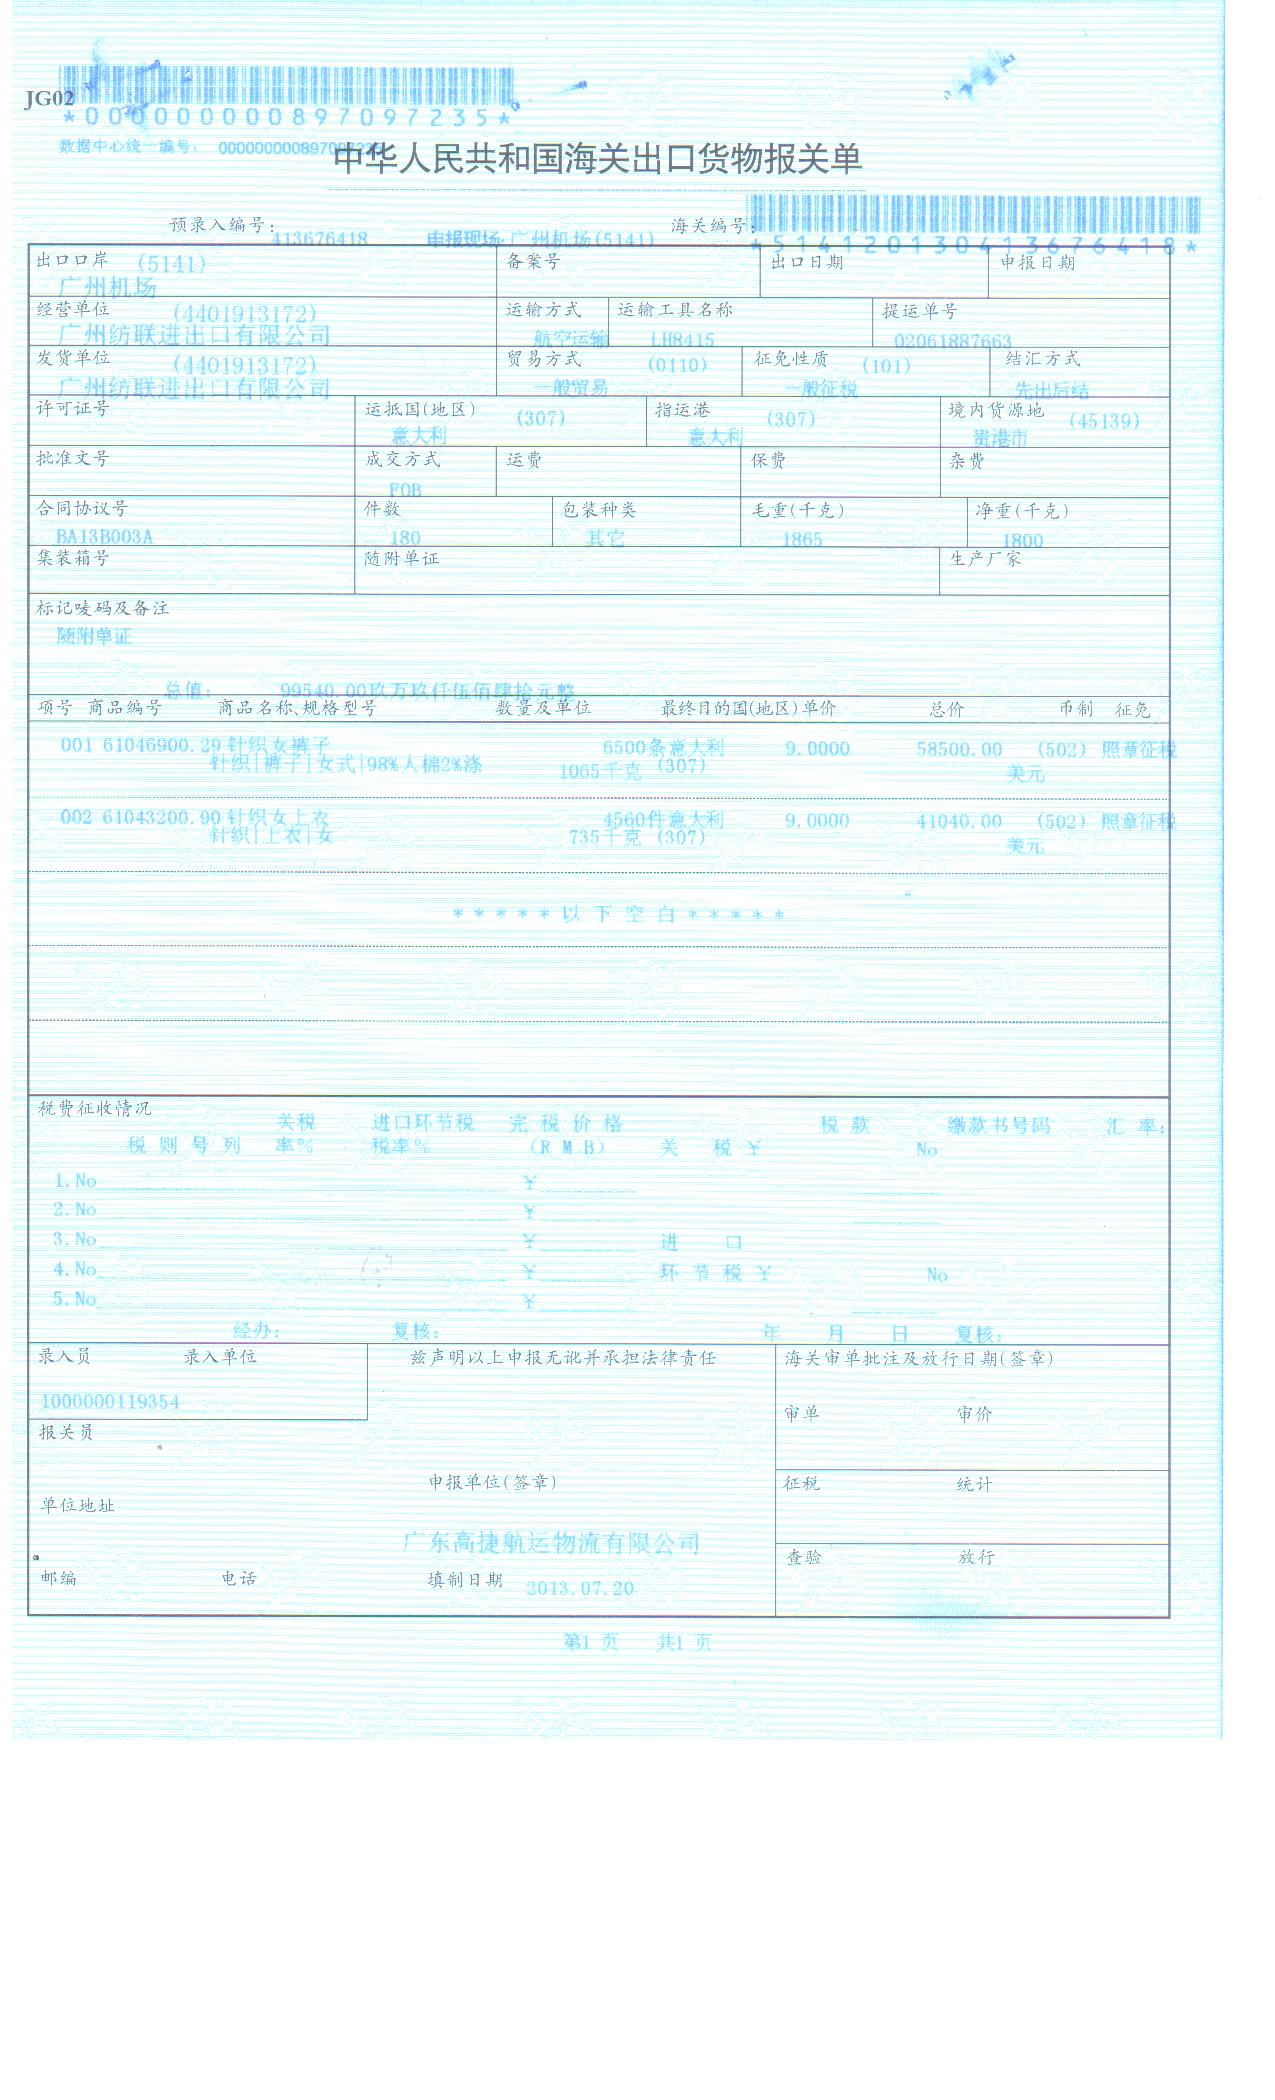 JG02
*000000000897097235*
数据中心统一编号: 000000000897097235
中华人民共和国海关出口货物报关单
预录入编号: 413676418 申报现场: 广州机场(5141) 海关编号:
*514120130413676418*
出口口岸 (5141) 备案号 出口日期 申报日期
广州机场
经营单位 (4401913172) 运输方式 运输工具名称 提运单号
广州纺联进出口有限公司 航空运输 LH8415 02061887663
发货单位 (4401913172) 贸易方式 (0110) 征免性质 (101) 结汇方式
广州纺联进出口有限公司 一般贸易 一般征税 先出后结
许可证号 运抵国(地区) (307) 指运港 (307) 境内货源地 (45139)
意大利 意大利 贵港市
批准文号 成交方式 运费 保费 杂费
FOB
合同协议号 件数 包装种类 毛重(千克) 净重(千克)
BA13B003A 180 其它 1865 1800
集装箱号 随附单证 生产厂家
标记唛码及备注
随附单证
总值: 99540.00玖万玖仟伍佰肆拾元整
项号 商品编号 商品名称、规格型号 数量及单位 最终目的国(地区)单价 总价 币制 征免
001 61046900.29 针织女裤子 6500条意大利 9.0000 58500.00 (502) 照章征税
针织|裤子|女式|98%人棉2%涤 1065千克 (307) 美元
002 61043200.90 针织女上衣 4560件意大利 9.0000 41040.00 (502) 照章征税
针织|上衣|女 735千克 (307) 美元
*****以下空白*****
税费征收情况
关税 进口环节税 完税价格 税款 缴款书号码 汇率:
税则号列 率% 税率% (RMB) 关 税¥ No
1.No ¥
2.No ¥
3.No ¥ 进 口
4.No ¥ 环节税¥ No
5.No ¥
经办: 复核: 年 月 日 复核:
录入员 录入单位 兹声明以上申报无讹并承担法律责任 海关审单批注及放行日期(签章)
1000000119354
审单 审价
报关员
申报单位(签章) 征税 统计
单位地址
广东高捷航运物流有限公司
查验 放行
邮编 电话 填制日期 2013.07.20
第1 页 共1 页